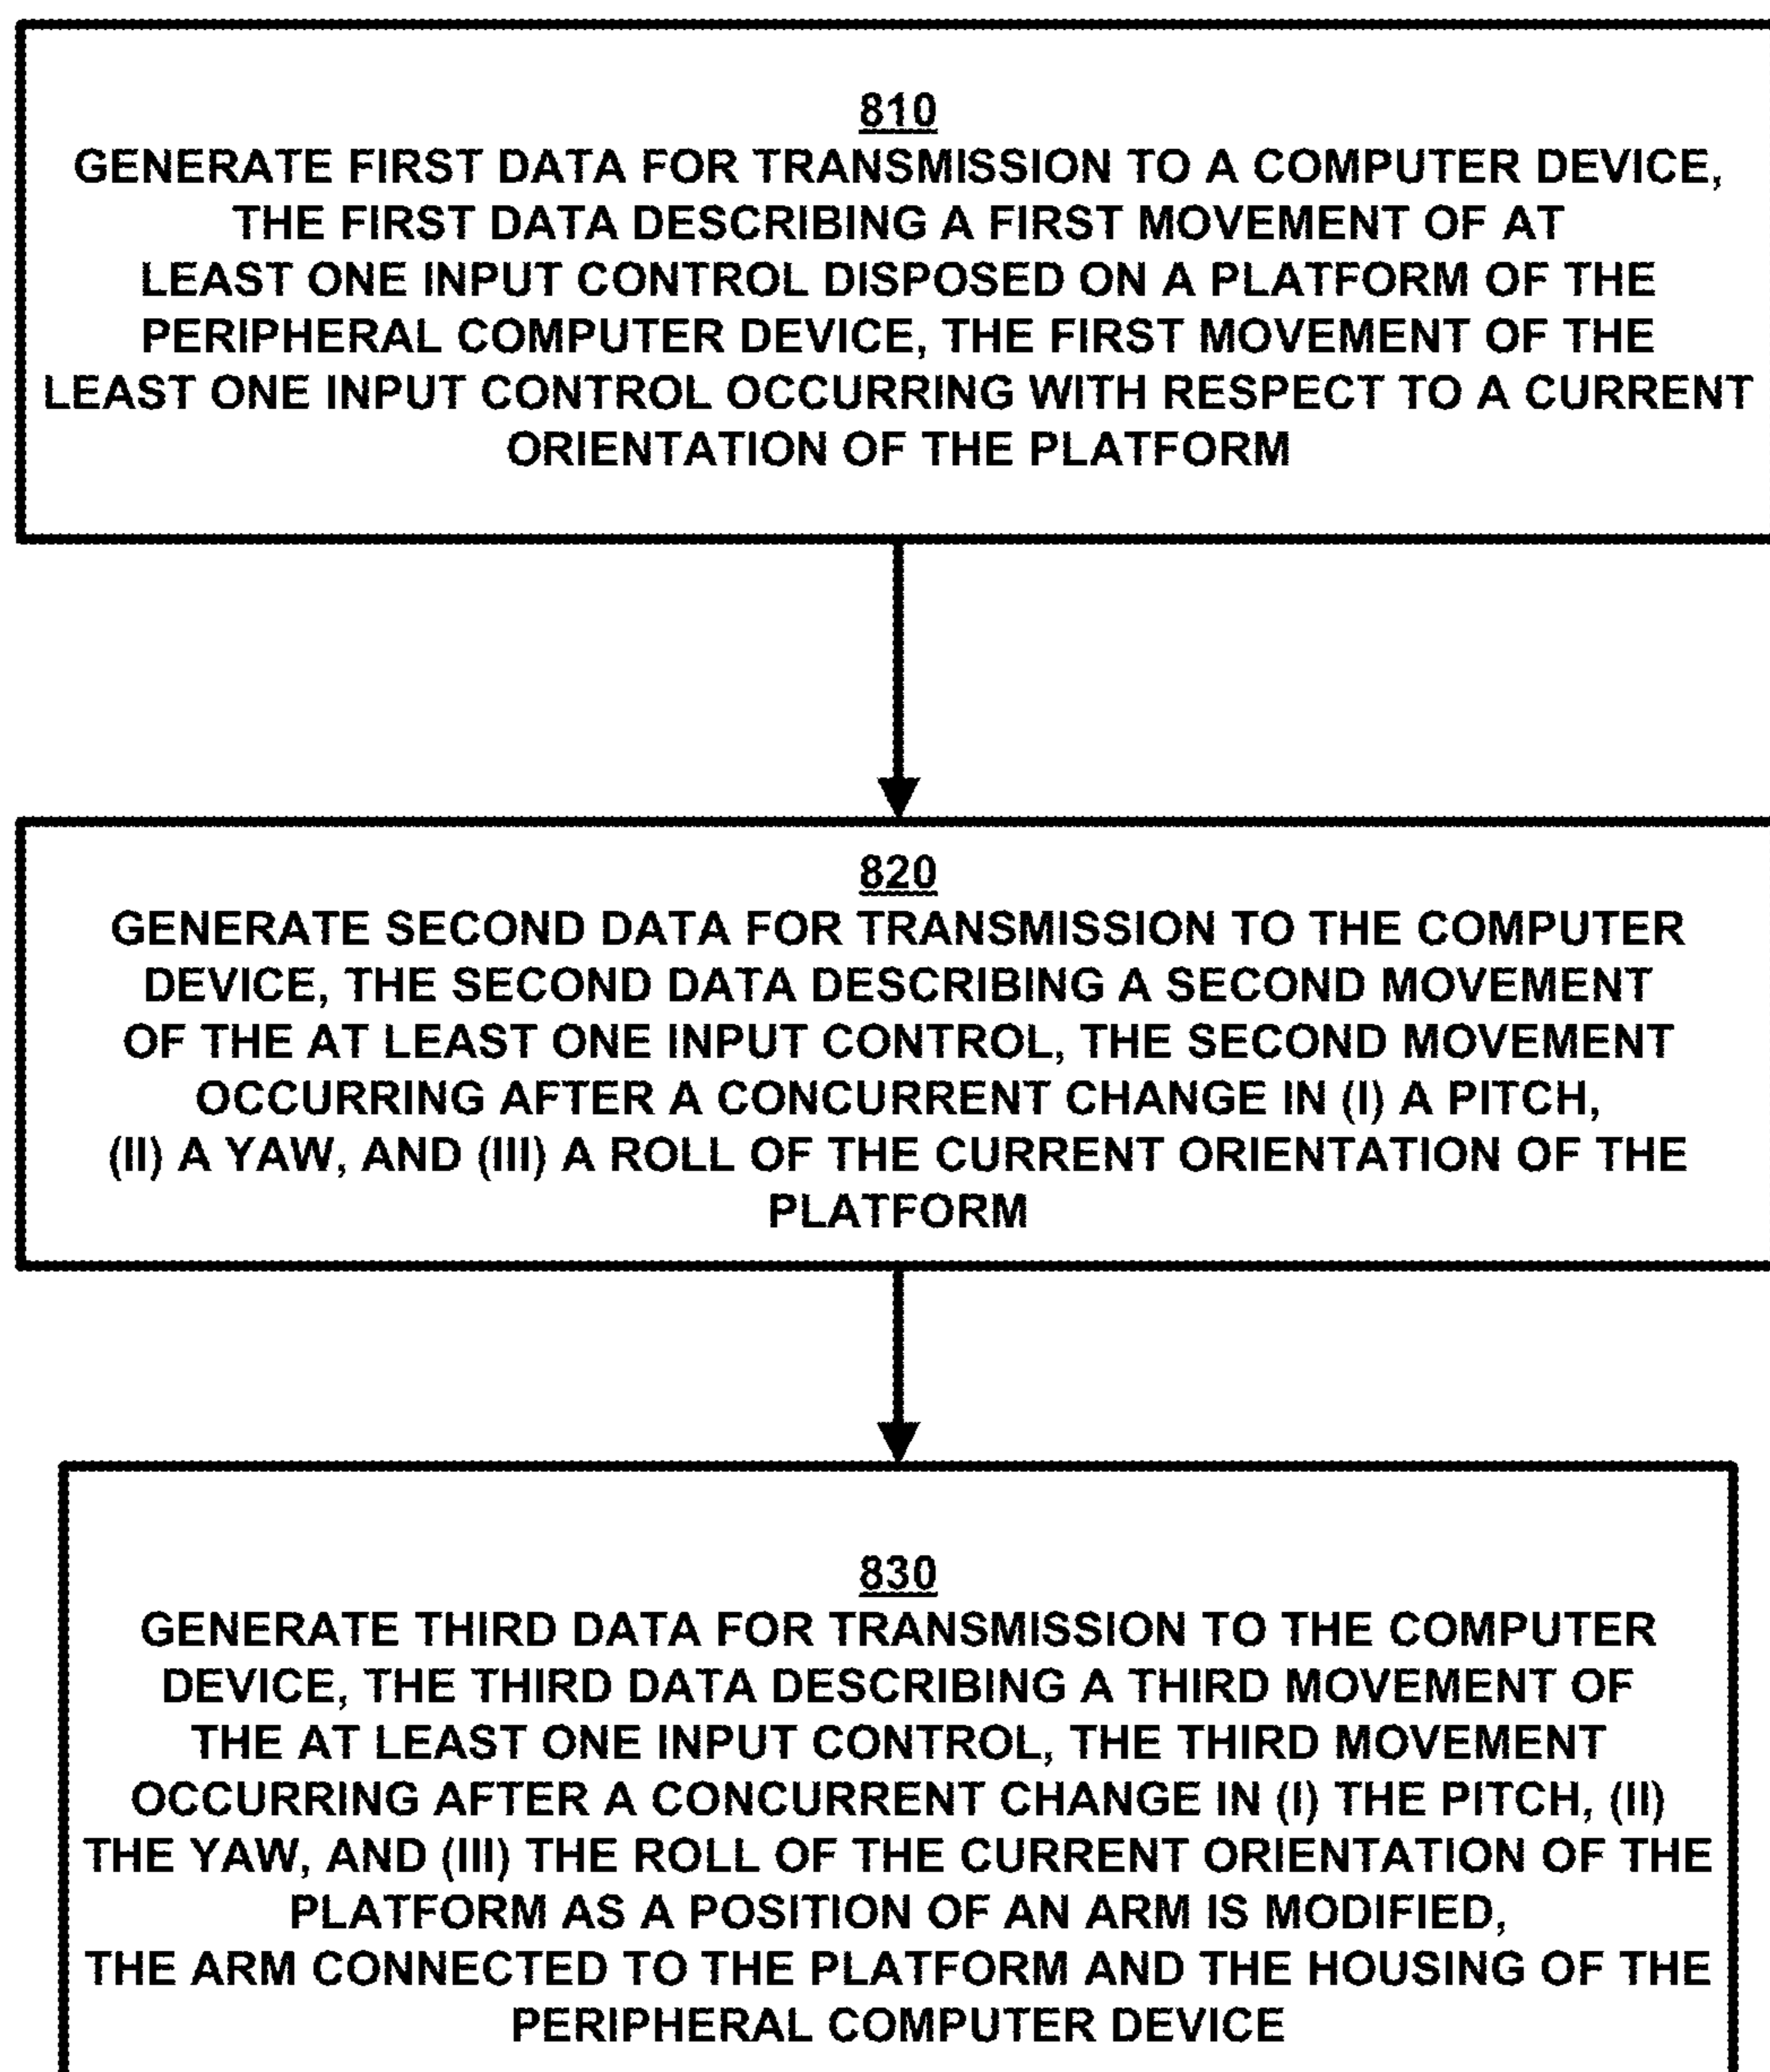 810
GENERATE FIRST DATA FOR TRANSMISSION TO A COMPUTER DEVICE,
THE FIRST DATA DESCRIBING A FIRST MOVEMENT OF AT
LEAST ONE INPUT CONTROL DISPOSED ON A PLATFORM OF THE
PERIPHERAL COMPUTER DEVICE, THE FIRST MOVEMENT OF THE
LEAST ONE INPUT CONTROL OCCURRING WITH RESPECT TO A CURRENT
ORIENTATION OF THE PLATFORM
820
GENERATE SECOND DATA FOR TRANSMISSION TO THE COMPUTER
DEVICE, THE SECOND DATA DESCRIBING A SECOND MOVEMENT
OF THE AT LEAST ONE INPUT CONTROL, THE SECOND MOVEMENT
OCCURRING AFTER A CONCURRENT CHANGE IN (I) A PITCH,
(II) A YAW, AND (III) A ROLL OF THE CURRENT ORIENTATION OF THE
PLATFORM
830
GENERATE THIRD DATA FOR TRANSMISSION TO THE COMPUTER
DEVICE, THE THIRD DATA DESCRIBING A THIRD MOVEMENT OF
THE AT LEAST ONE INPUT CONTROL, THE THIRD MOVEMENT
OCCURRING AFTER A CONCURRENT CHANGE IN (I) THE PITCH, (II)
THE YAW, AND (III) THE ROLL OF THE CURRENT ORIENTATION OF THE
PLATFORM AS A POSITION OF AN ARM IS MODIFIED,
THE ARM CONNECTED TO THE PLATFORM AND THE HOUSING OF THE
PERIPHERAL COMPUTER DEVICE